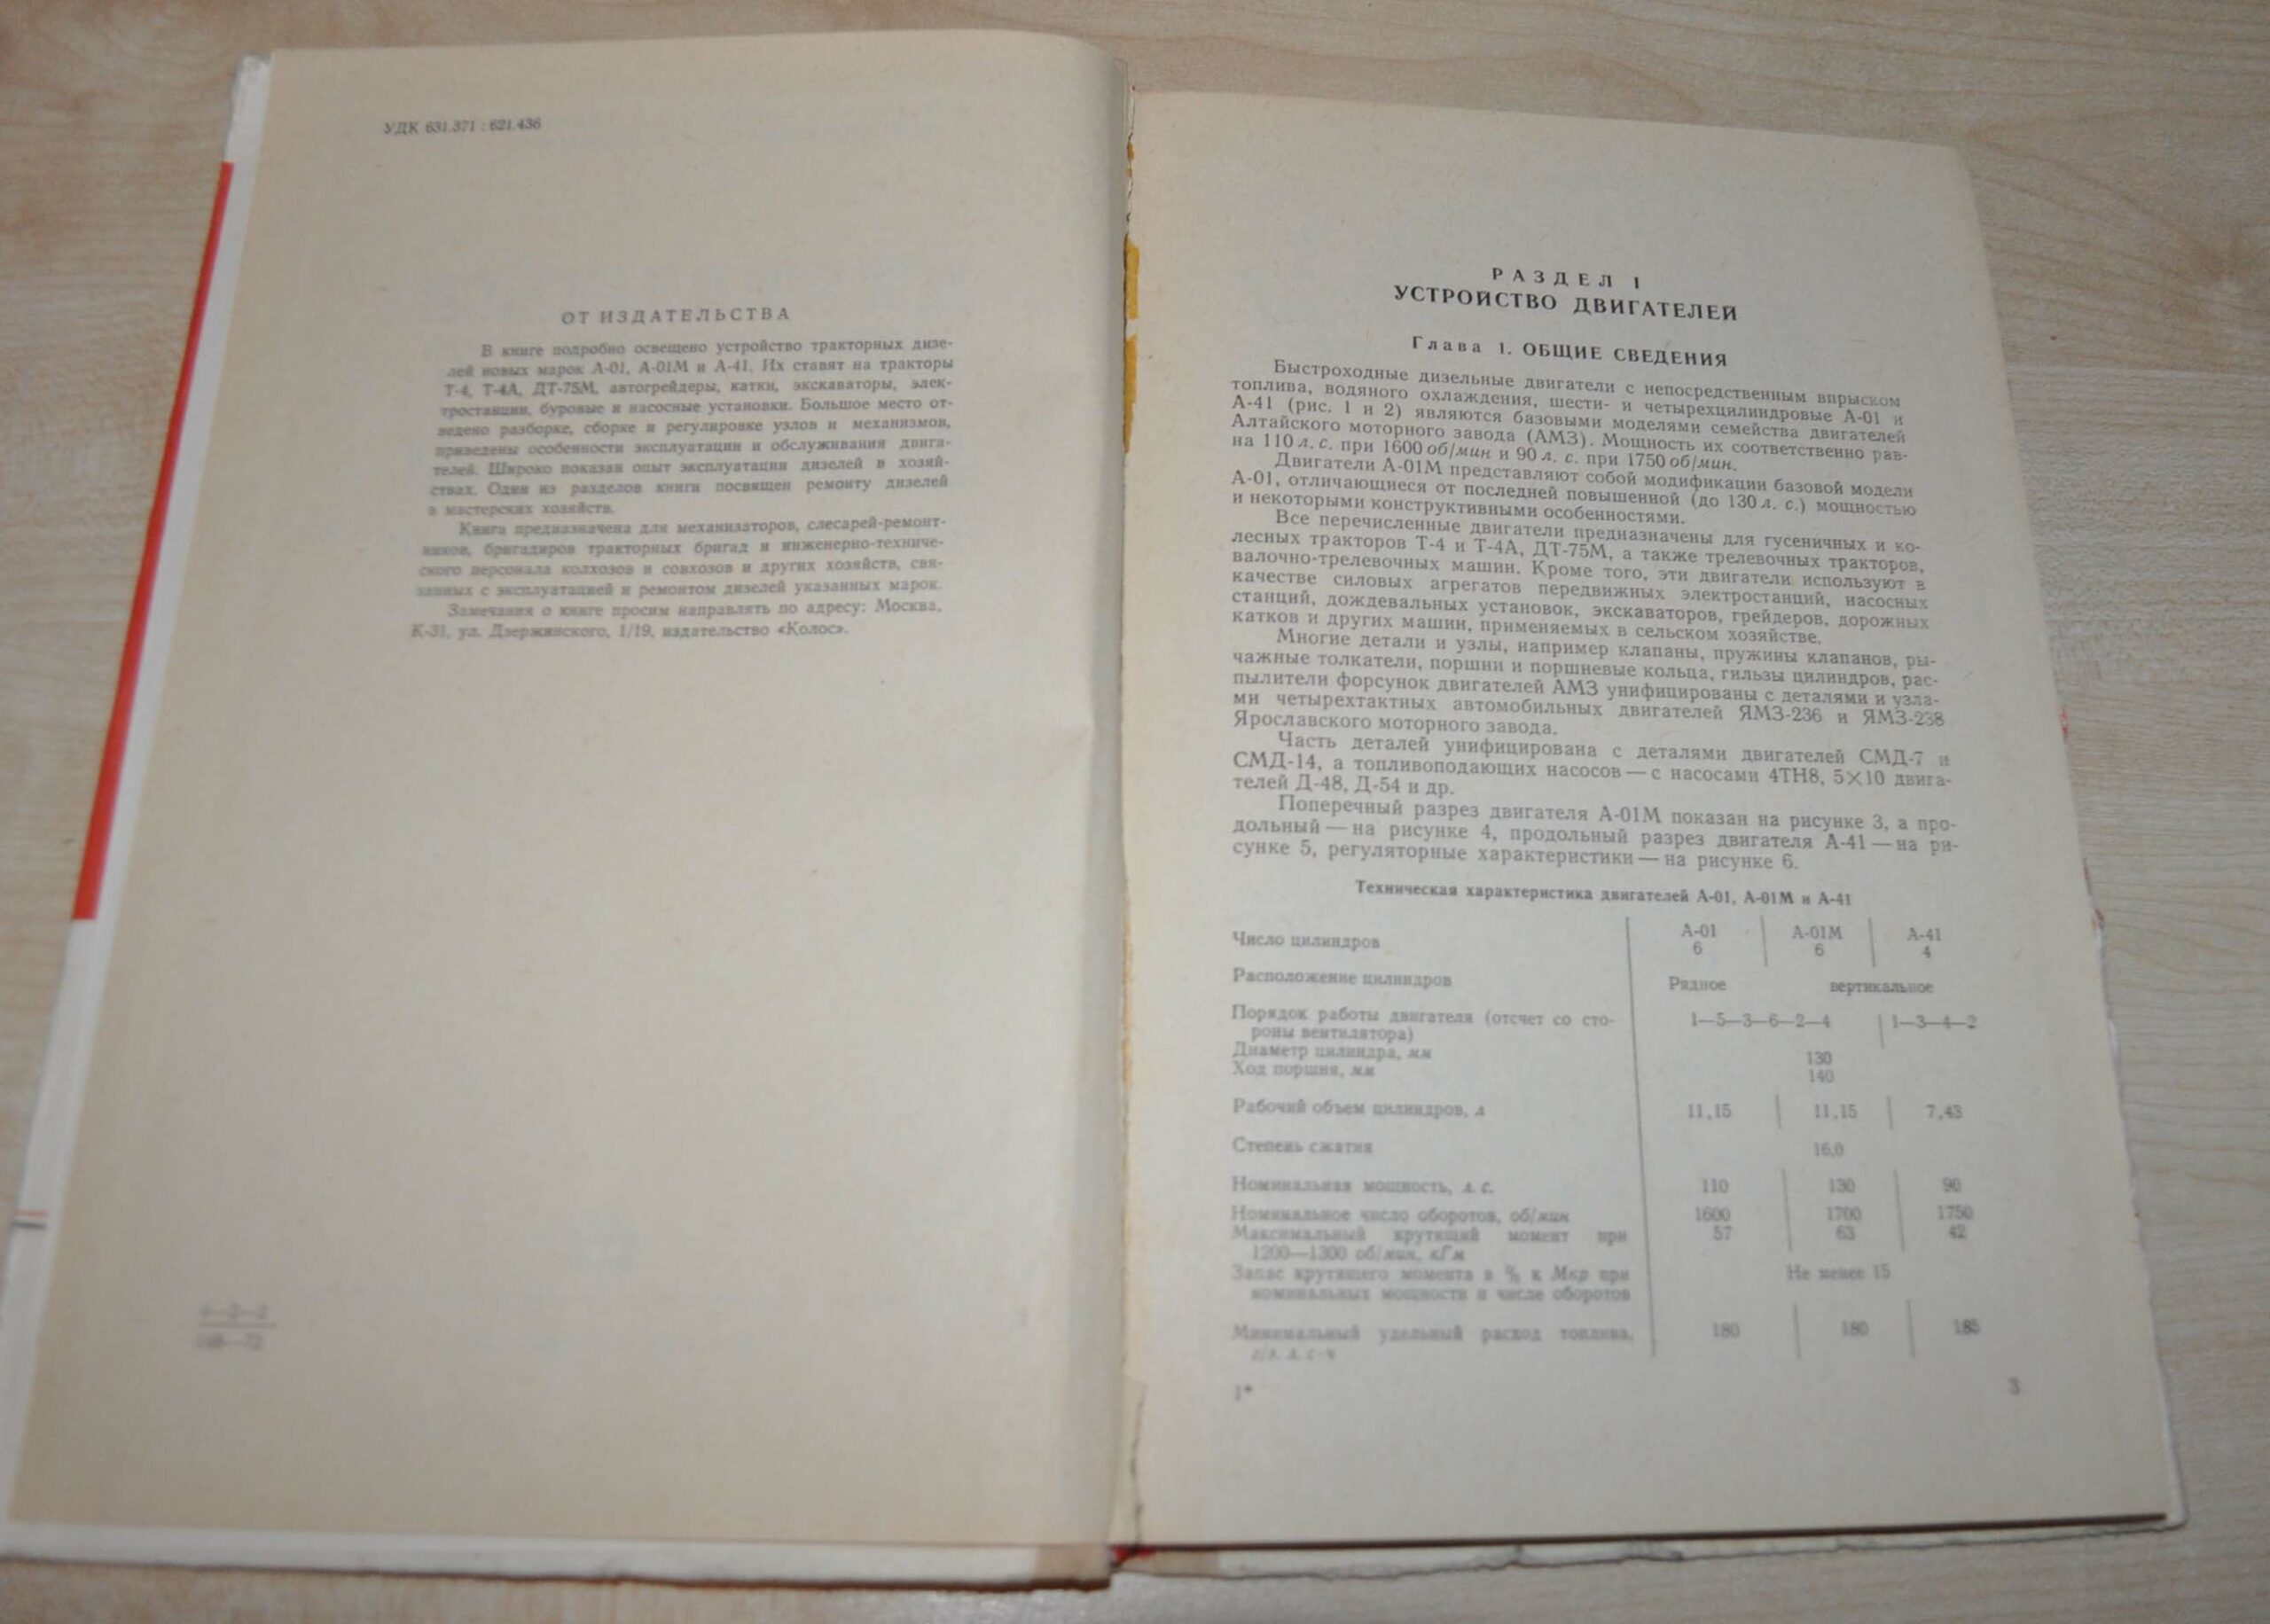 УДК 631.371 : 621.436
ОТ ИЗДАТЕЛЬСТВА
В книге подробно освещено устройство тракторных дизе-
лей новых марок А-01, А-01М и А-41. Их ставят на тракторы
Т-4, Т-4А, ДТ-75М, автогрейдеры, катки, экскаваторы, элек-
тростанции, буровые и насосные установки. Большое место от-
ведено разборке, сборке и регулировке узлов и механизмов,
приведены особенности эксплуатации и обслуживания двига-
телей. Широко показан опыт эксплуатации дизелей в хозяй-
ствах. Один из разделов книги посвящен ремонту дизелей
в мастерских хозяйств.
Книга предназначена для механизаторов, слесарей-ремонт-
ников, бригадиров тракторных бригад и инженерно-техниче-
ского персонала колхозов и совхозов и других хозяйств, свя-
занных с эксплуатацией и ремонтом дизелей указанных марок.
Замечания о книге просим направлять по адресу: Москва,
К-31, ул. Дзержинского, 1/19, издательство «Колос».
РАЗДЕЛ I
УСТРОЙСТВО ДВИГАТЕЛЕЙ
Глава 1. ОБЩИЕ СВЕДЕНИЯ
Быстроходные дизельные двигатели с непосредственным впрыском
топлива, водяного охлаждения, шести- и четырехцилиндровые А-01 и
А-41 (рис. 1 и 2) являются базовыми моделями семейства двигателей
Алтайского моторного завода (АМЗ). Мощность их соответственно рав-
на 110 л. с. при 1600 об/мин и 90 л. с. при 1750 об/мин.
Двигатели А-01М представляют собой модификации базовой модели
А-01, отличающиеся от последней повышенной (до 130 л. с.) мощностью
и некоторыми конструктивными особенностями.
Все перечисленные двигатели предназначены для гусеничных и ко-
лесных тракторов Т-4 и Т-4А, ДТ-75М, а также трелевочных тракторов,
валочно-трелевочных машин. Кроме того, эти двигатели используют в
качестве силовых агрегатов передвижных электростанций, насосных
станций, дождевальных установок, экскаваторов, грейдеров, дорожных
катков и других машин, применяемых в сельском хозяйстве.
Многие детали и узлы, например клапаны, пружины клапанов, ры-
чажные толкатели, поршни и поршневые кольца, гильзы цилиндров, рас-
пылители форсунок двигателей АМЗ унифицированы с деталями и узла-
ми четырехтактных автомобильных двигателей ЯМЗ-236 и ЯМЗ-238
Ярославского моторного завода.
Часть деталей унифицирована с деталями двигателей СМД-7 и
СМД-14, а топливоподающих насосов — с насосами 4ТН8, 5×10 двига-
телей Д-48, Д-54 и др.
Поперечный разрез двигателя А-01М показан на рисунке 3, а про-
дольный — на рисунке 4, продольный разрез двигателя А-41 — на ри-
сунке 5, регуляторные характеристики — на рисунке 6.
Техническая характеристика двигателей А-01, А-01М и А-41
А-01 А-01М А-41
Число цилиндров 6 6 4
Расположение цилиндров Рядное вертикальное
Порядок работы двигателя (отсчет со сто- 1—5—3—6—2—4 1—3—4—2
роны вентилятора)
Диаметр цилиндра, мм 130
Ход поршня, мм 140
Рабочий объем цилиндров, л 11,15 11,15 7,43
Степень сжатия 16,0
Номинальная мощность, л. с. 110 130 90
Номинальное число оборотов, об/мин 1600 1700 1750
Максимальный крутящий момент при 57 63 42
1200—1300 об/мин, кГм
Запас крутящего момента в % к Мкр при Не менее 15
номинальных мощности и числе оборотов
Минимальный удельный расход топлива, 180 180 185
1* 3